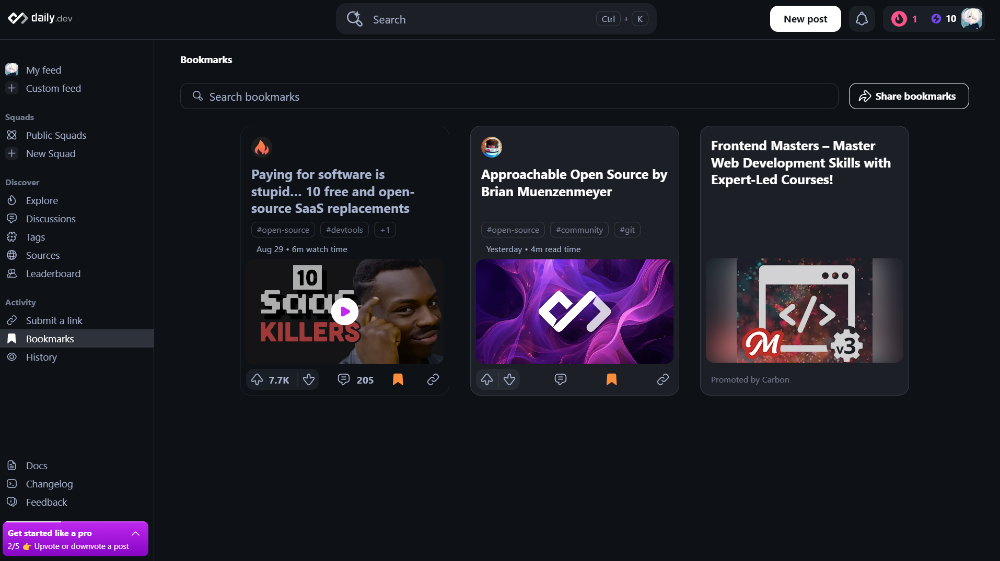 daily.dev
Search
Ctrl + K
New post
1
10
My feed
Custom feed
Squads
Public Squads
New Squad
Discover
Explore
Discussions
Tags
Sources
Leaderboard
Activity
Submit a link
Bookmarks
History
Docs
Changelog
Feedback
Get started like a pro
2/5 👉 Upvote or downvote a post
Bookmarks
Search bookmarks
Share bookmarks
Paying for software is
stupid... 10 free and open-
source SaaS replacements
#open-source #devtools +1
Aug 29 • 6m watch time
10
SaaS
KILLERS
7.7K
205
Approachable Open Source by
Brian Muenzenmeyer
#open-source #community #git
Yesterday • 4m read time
Frontend Masters – Master
Web Development Skills with
Expert-Led Courses!
</>
M
v3
Promoted by Carbon